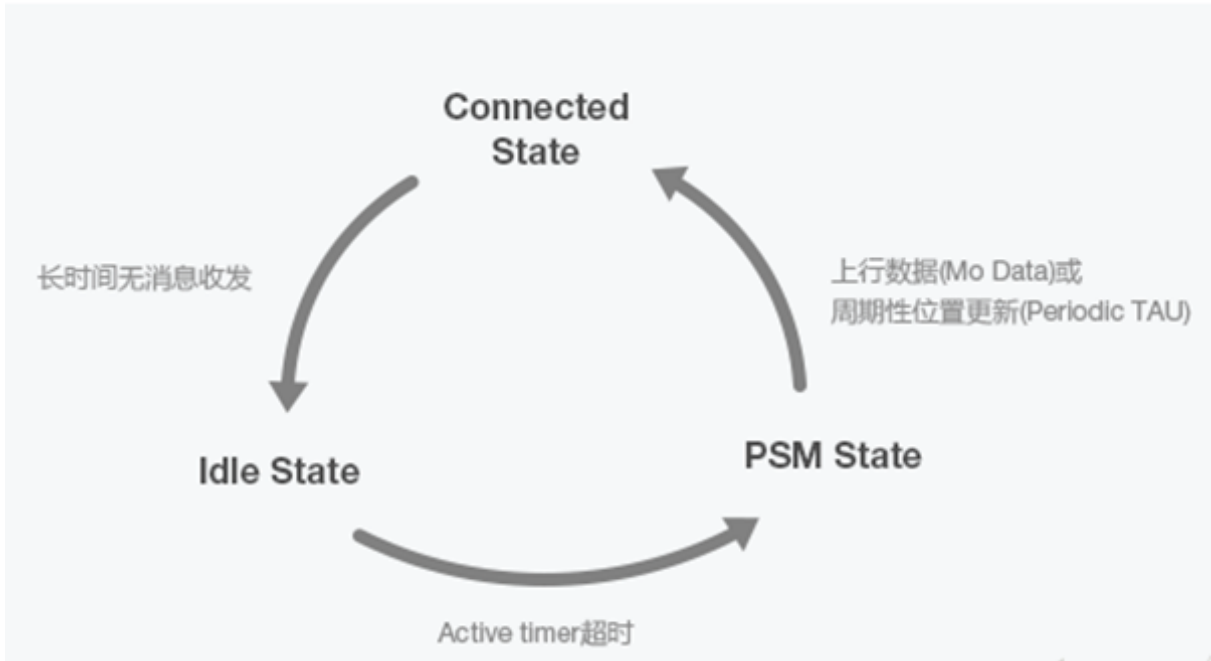 Connected
State
长时间无消息收发
上行数据(Mo Data)或
周期性位置更新(Periodic TAU)
Idle State
PSM State
Active timer超时